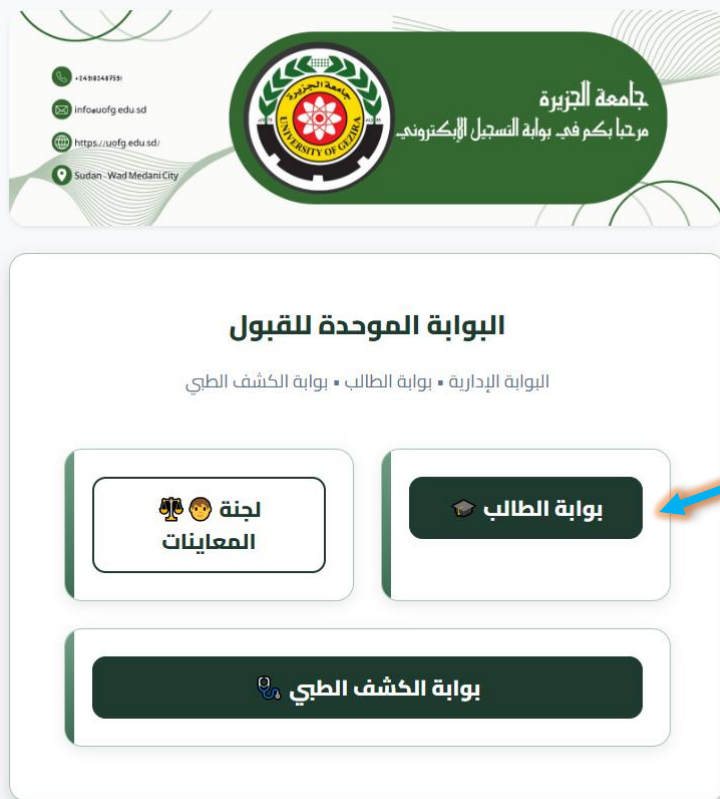 +249183487591
info@uofg.edu.sd
https://uofg.edu.sd/
Sudan - Wad Medani City
جامعة الجزيرة
UNIVERSITY OF GEZIRA
جامعة الجزيرة
مرحبا بكم في بوابة التسجيل الإلكتروني
البوابة الموحدة للقبول
البوابة الإدارية ▪ بوابة الطالب ▪ بوابة الكشف الطبي
بوابة الطالب
لجنة
المعاينات
بوابة الكشف الطبي